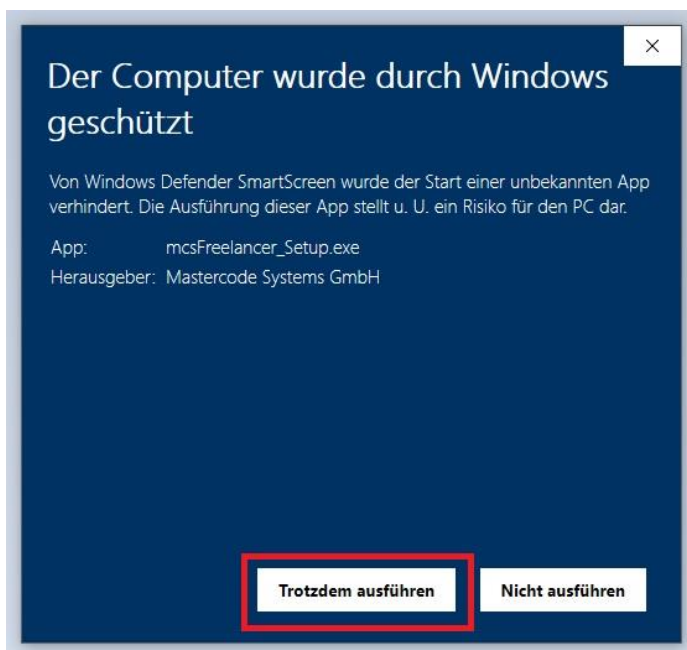 Der Computer wurde durch Windows
geschützt
Von Windows Defender SmartScreen wurde der Start einer unbekannten App
verhindert. Die Ausführung dieser App stellt u. U. ein Risiko für den PC dar.
App: mcsFreelancer_Setup.exe
Herausgeber: Mastercode Systems GmbH
Trotzdem ausführen Nicht ausführen